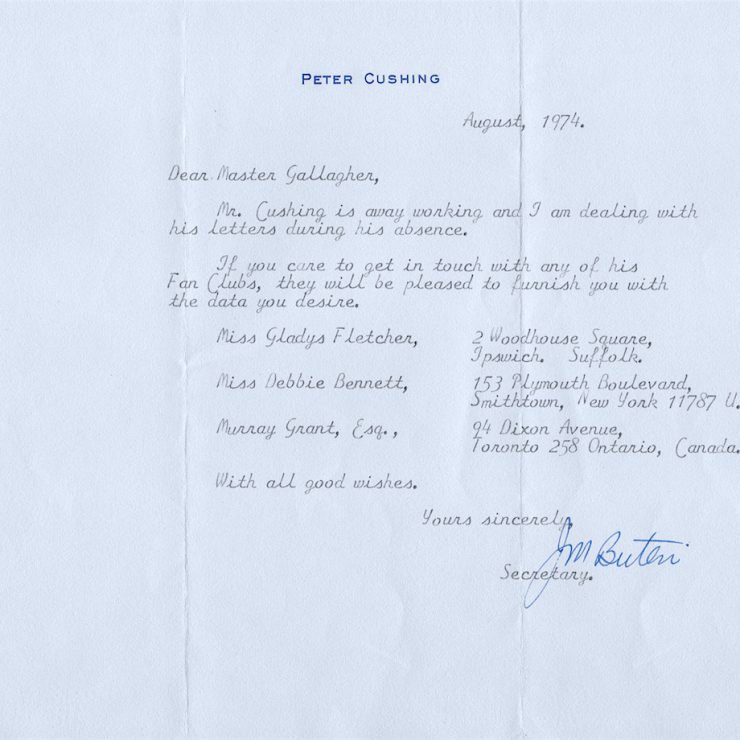 PETER CUSHING
August, 1974.
Dear Master Gallagher,
Mr. Cushing is away working and I am dealing with
his letters during his absence.
If you care to get in touch with any of his
Fan Clubs, they will be pleased to furnish you with
the data you desire.
Miss Gladys Fletcher, 2 Woodhouse Square,
Ipswich. Suffolk.
Miss Debbie Bennett, 153 Plymouth Boulevard,
Smithtown, New York 11787 U.
Murray Grant, Esq., 94 Dixon Avenue,
Toronto 258 Ontario, Canada.
With all good wishes.
Yours sincerely,
Secretary.